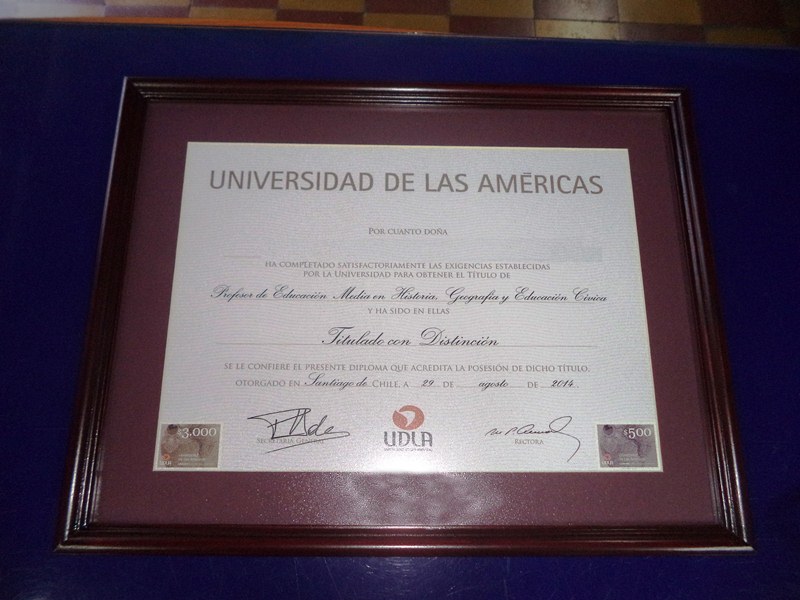 UNIVERSIDAD DE LAS AMÉRICAS
POR CUANTO DOÑA
HA COMPLETADO SATISFACTORIAMENTE LAS EXIGENCIAS ESTABLECIDAS
POR LA UNIVERSIDAD PARA OBTENER EL TÍTULO DE
Profesor de Educación Media en Historia, Geografía y Educación Cívica
Y HA SIDO EN ELLAS
Titulado con Distinción
SE LE CONFIERE EL PRESENTE DIPLOMA QUE ACREDITA LA POSESIÓN DE DICHO TÍTULO.
OTORGADO EN Santiago de CHILE, A 29 DE agosto DE 2014
$3.000
SECRETARIO GENERAL
UDLA
RECTORA
$500